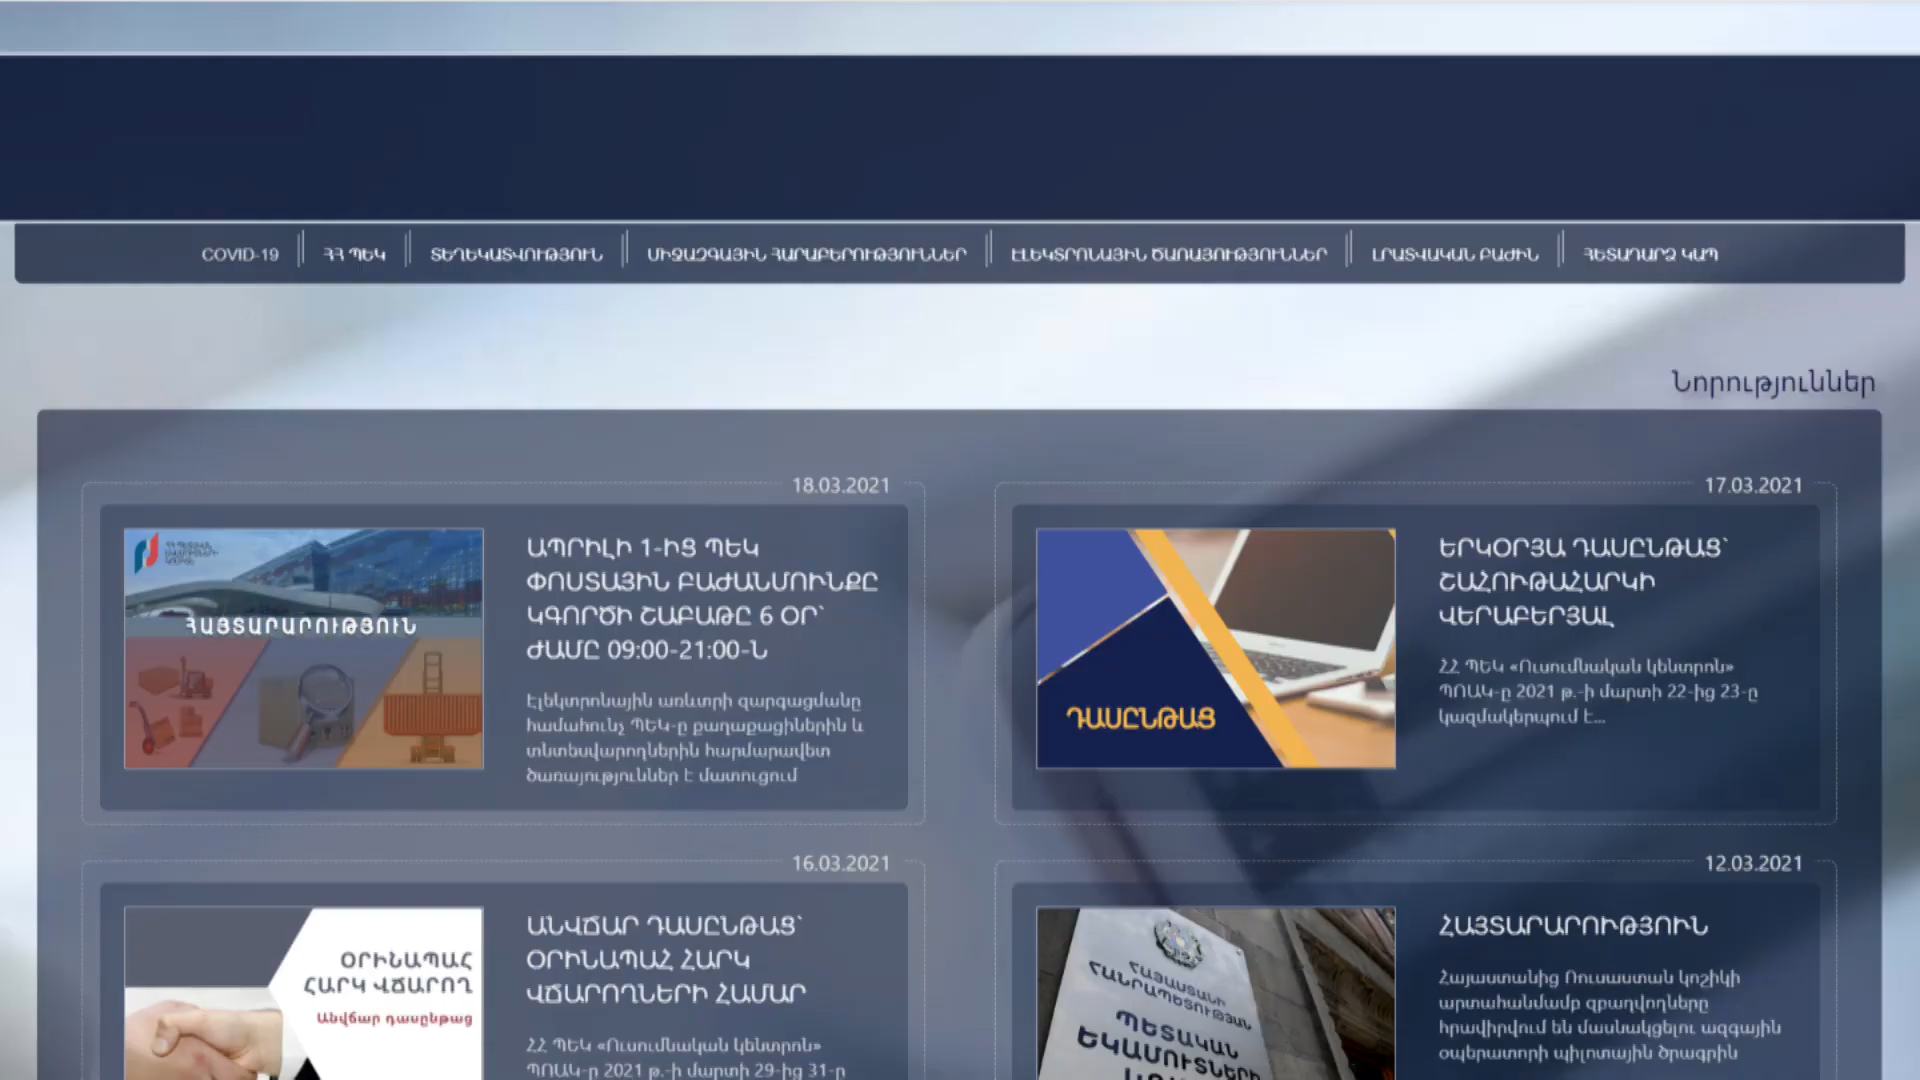 COVID-19
ՀՀ ՊԵԿ
ՏԵՂԵԿԱՏՎՈՒԹՅՈՒՆ
ՄԻՋԱԶԳԱՅԻՆ ՀԱՐԱԲԵՐՈՒԹՅՈՒՆՆԵՐ
ԷԼԵԿՏՐՈՆԱՅԻՆ ԾԱՌԱՅՈՒԹՅՈՒՆՆԵՐ
ԼՐԱՏՎԱԿԱՆ ԲԱԺԻՆ
ՀԵՏԱԴԱՐՁ ԿԱՊ
Նորություններ
18.03.2021
ՀԱՅՏԱՐԱՐՈՒԹՅՈՒՆ
ԱՊՐԻԼԻ 1-ԻՑ ՊԵԿ
ՓՈՍՏԱՅԻՆ ԲԱԺԱՆՄՈՒՆՔԸ
ԿԳՈՐԾԻ ՇԱԲԱԹԸ 6 ՕՐ՝
ԺԱՄԸ 09:00-21:00-Ն
Էլեկտրոնային առևտրի զարգացմանը
համահունչ ՊԵԿ-ը քաղաքացիներին և
տնտեսվարողներին հարմարավետ
ծառայություններ է մատուցում
17.03.2021
ԴԱՍԸՆԹԱՑ
ԵՐԿՕՐՅԱ ԴԱՍԸՆԹԱՑ՝
ՇԱՀՈՒԹԱՀԱՐԿԻ
ՎԵՐԱԲԵՐՅԱԼ
ՀՀ ՊԵԿ «Ուսումնական կենտրոն»
ՊՈԱԿ-ը 2021 թ.-ի մարտի 22-ից 23-ը
կազմակերպում է...
16.03.2021
ՕՐԻՆԱՊԱՀ
ՀԱՐԿ ՎՃԱՐՈՂ
Անվճար դասընթաց
ԱՆՎՃԱՐ ԴԱՍԸՆԹԱՑ՝
ՕՐԻՆԱՊԱՀ ՀԱՐԿ
ՎՃԱՐՈՂՆԵՐԻ ՀԱՄԱՐ
ՀՀ ՊԵԿ «Ուսումնական կենտրոն»
ՊՈԱԿ-ը 2021 թ.-ի մարտի 29-ից 31-ը
12.03.2021
ՀԱՅԱՍՏԱՆԻ
ՀԱՆՐԱՊԵՏՈՒԹՅԱՆ
ՊԵՏԱԿԱՆ
ԵԿԱՄՈՒՏՆԵՐԻ
ՀԱՅՏԱՐԱՐՈՒԹՅՈՒՆ
Հայաստանից Ռուսաստան կոշիկի
արտահանմամբ զբաղվողները
հրավիրվում են մասնակցելու ազգային
օպերատորի պիլոտային ծրագրին